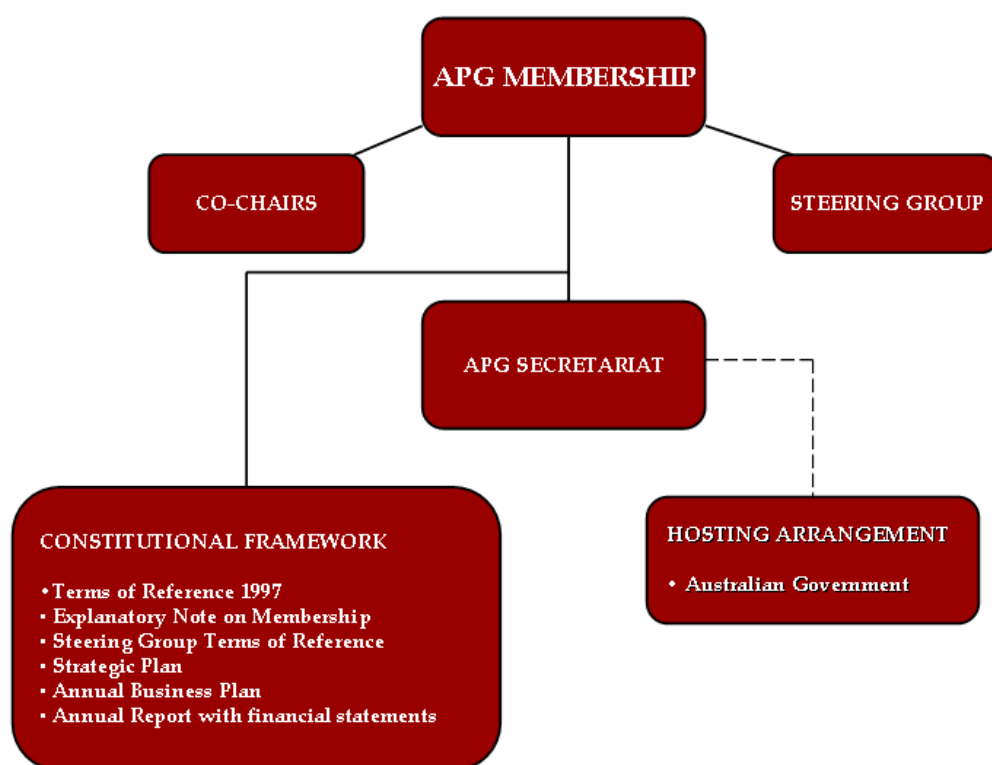 APG MEMBERSHIP
CO-CHAIRS
STEERING GROUP
APG SECRETARIAT
CONSTITUTIONAL FRAMEWORK
• Terms of Reference 1997
• Explanatory Note on Membership
• Steering Group Terms of Reference
• Strategic Plan
• Annual Business Plan
• Annual Report with financial statements
HOSTING ARRANGEMENT
• Australian Government